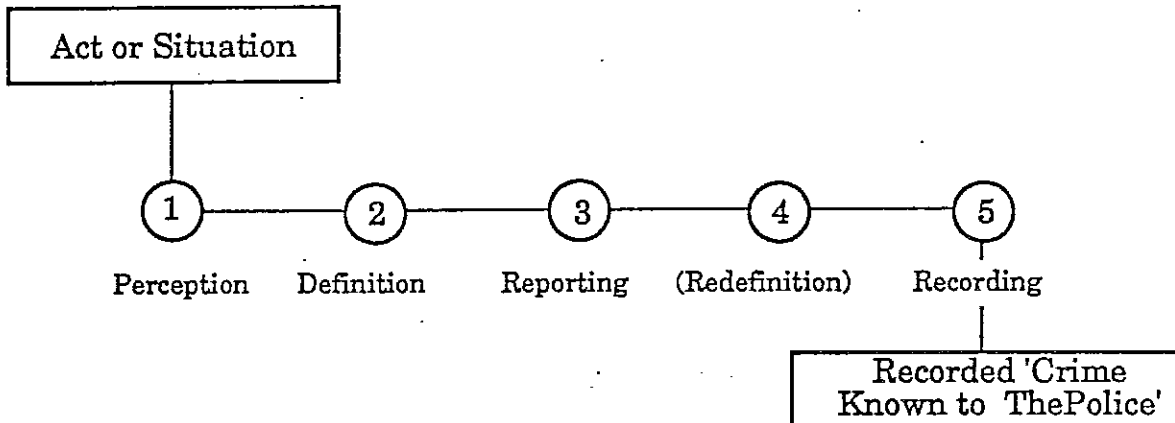 Act or Situation
1 2 3 4 5
Perception Definition Reporting (Redefinition) Recording
Recorded 'Crime
Known to ThePolice'